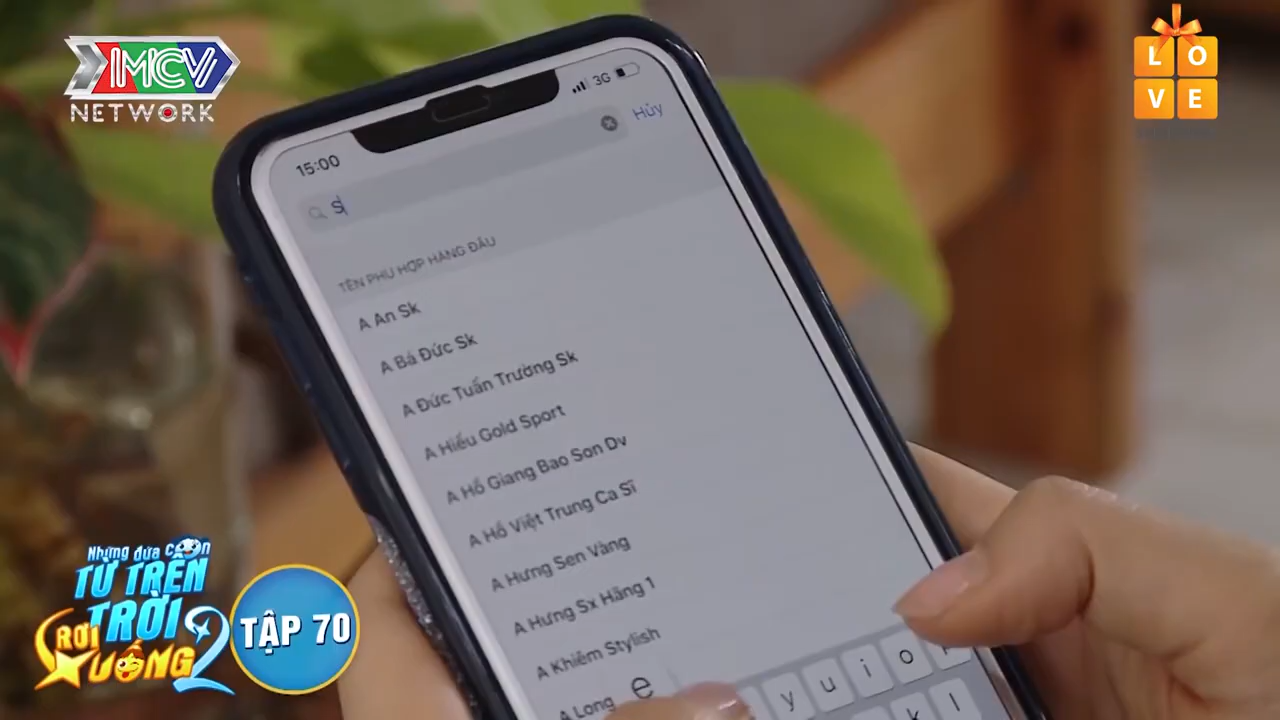 MCV
NETWORK
L O
V E
15:00
3G
S
Hủy
TÊN PHÙ HỢP HÀNG ĐẦU
A An Sk
A Bá Đức Sk
A Đức Tuấn Trường Sk
A Hiếu Gold Sport
A Hồ Giang Bao Son Dv
A Hồ Việt Trung Ca Sĩ
A Hưng Sen Vàng
A Hưng Sx Hãng 1
A Khiêm Stylish
A Long
e
y u i o
k l
Những đứa con
TỪ TRÊN
TRỜI
RƠI
XUỐNG 2
TẬP 70